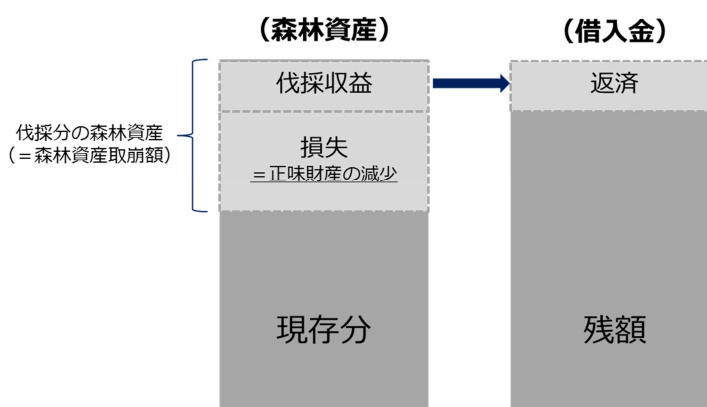 （森林資産）
（借入金）
伐採収益
返済
伐採分の森林資産
（＝森林資産取崩額）
損失
＝正味財産の減少
現存分
残額